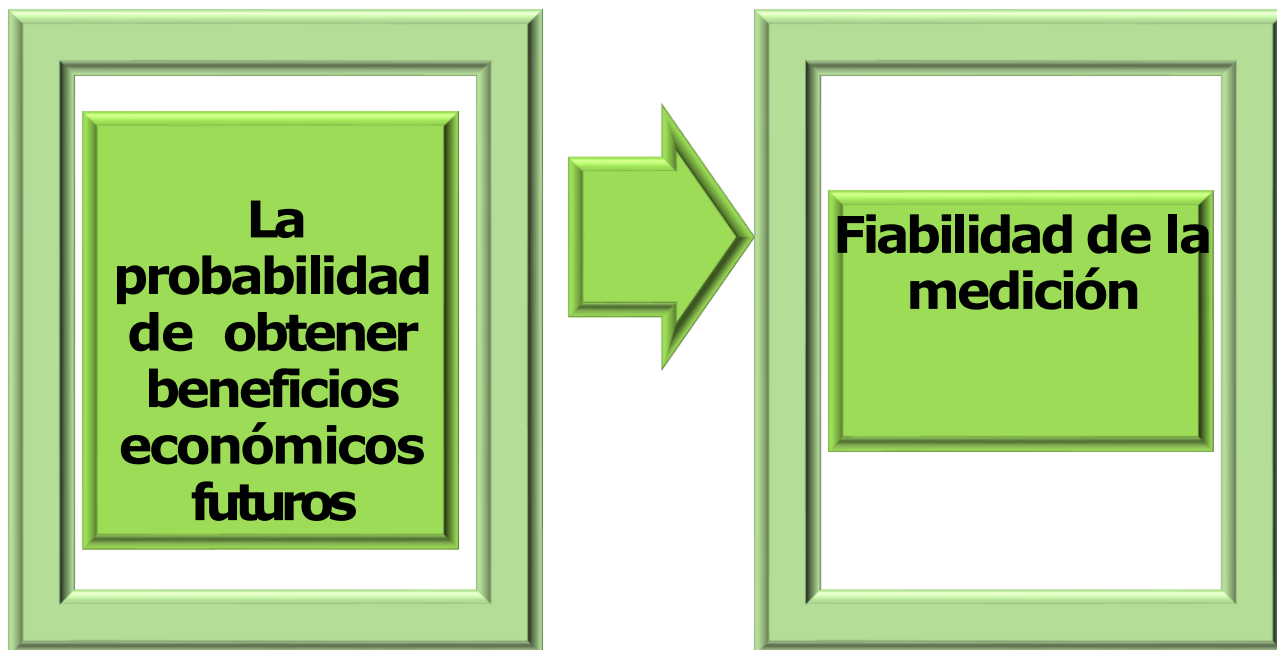 La
probabilidad
de obtener
beneficios
económicos
futuros
Fiabilidad de la
medición